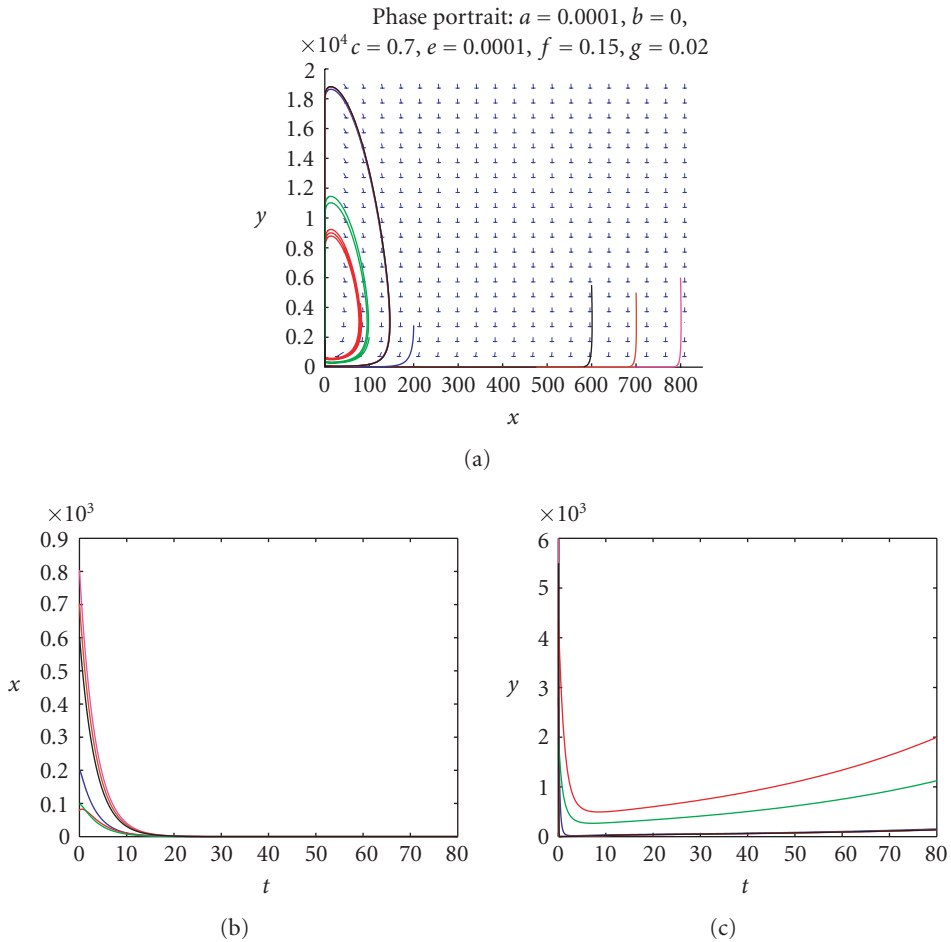 Phase portrait: a = 0.0001, b = 0,
×10⁴ c = 0.7, e = 0.0001, f = 0.15, g = 0.02
2
1.8
1.6
1.4
1.2
1
0.8
0.6
0.4
0.2
0
y
0 100 200 300 400 500 600 700 800
x
(a)
×10³
0.9
0.8
0.7
0.6
0.5
0.4
0.3
0.2
0.1
0
x
0 10 20 30 40 50 60 70 80
t
(b)
×10³
6
5
4
3
2
1
0
y
0 10 20 30 40 50 60 70 80
t
(c)